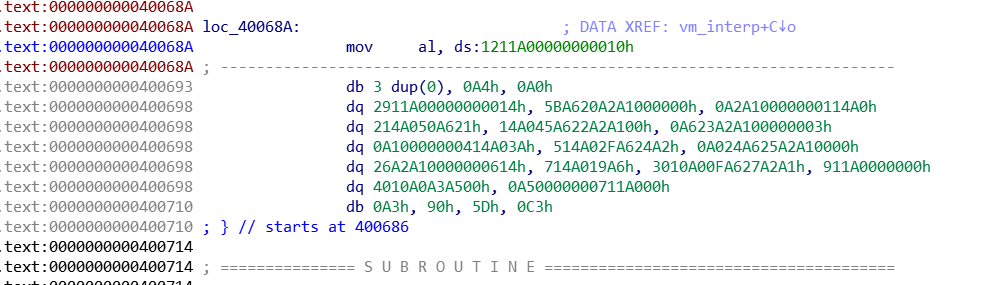 .text:000000000040068A
.text:000000000040068A loc_40068A: ; DATA XREF: vm_interp+C↓o
.text:000000000040068A mov al, ds:1211A00000000010h
.text:000000000040068A ; ---------------------------------------------------------------------------
.text:0000000000400693 db 3 dup(0), 0A4h, 0A0h
.text:0000000000400698 dq 2911A00000000014h, 5BA620A2A1000000h, 0A2A10000000114A0h
.text:0000000000400698 dq 214A050A621h, 14A045A622A2A100h, 0A623A2A100000003h
.text:0000000000400698 dq 0A10000000414A03Ah, 514A02FA624A2h, 0A024A625A2A10000h
.text:0000000000400698 dq 26A2A10000000614h, 714A019A6h, 3010A00FA627A2A1h, 911A0000000h
.text:0000000000400698 dq 4010A0A3A500h, 0A50000000711A000h
.text:0000000000400710 db 0A3h, 90h, 5Dh, 0C3h
.text:0000000000400710 ; } // starts at 400686
.text:0000000000400714
.text:0000000000400714 ; =============== S U B R O U T I N E =======================================